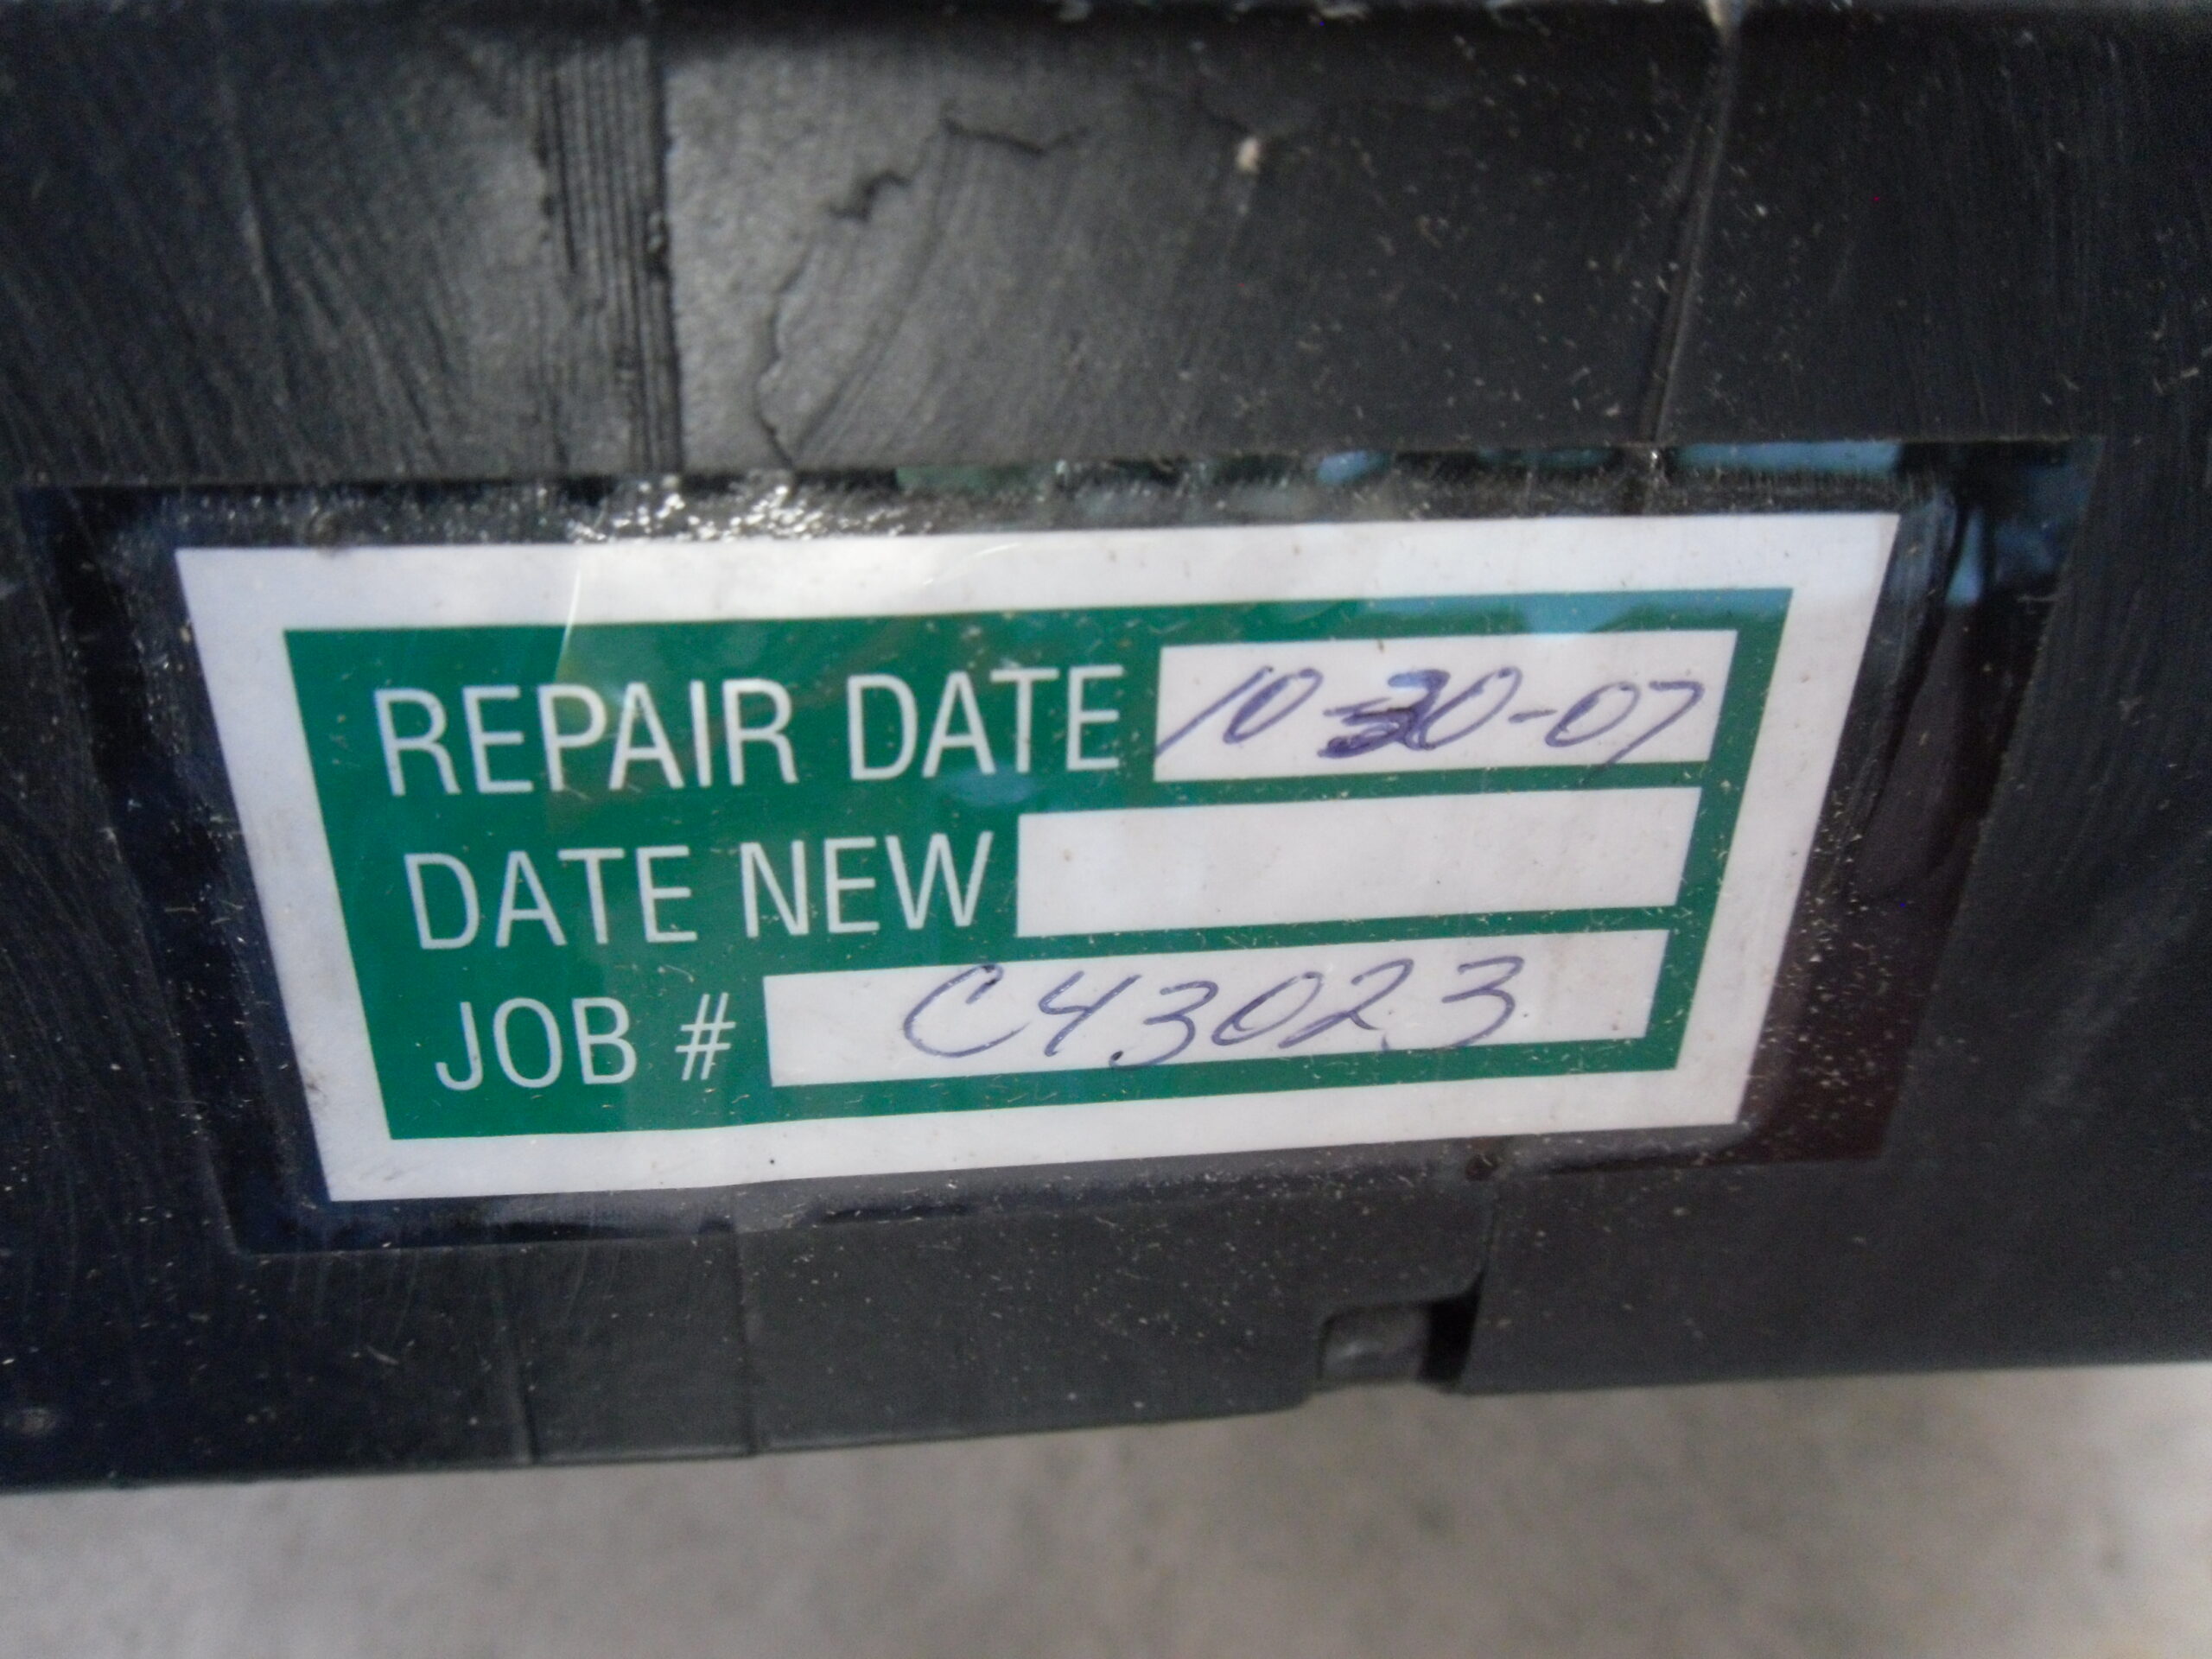 REPAIR DATE 10-30-07
DATE NEW
JOB # C43023